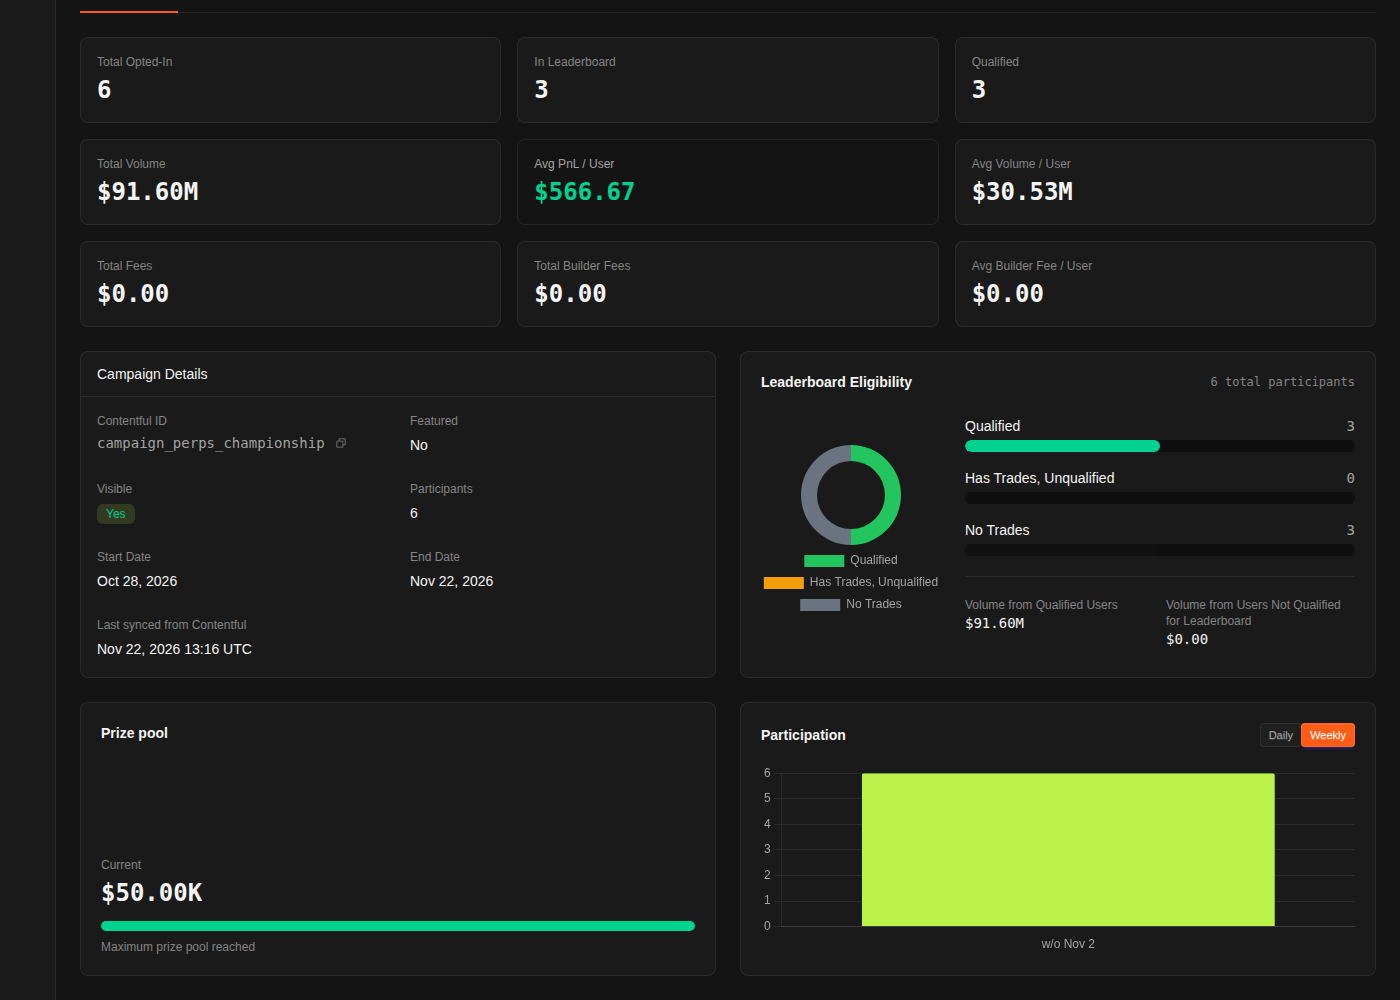 Total Opted-In
6
In Leaderboard
3
Qualified
3
Total Volume
$91.60M
Avg PnL / User
$566.67
Avg Volume / User
$30.53M
Total Fees
$0.00
Total Builder Fees
$0.00
Avg Builder Fee / User
$0.00
Campaign Details
Contentful ID
campaign_perps_championship
Featured
No
Visible
Yes
Participants
6
Start Date
Oct 28, 2026
End Date
Nov 22, 2026
Last synced from Contentful
Nov 22, 2026 13:16 UTC
Leaderboard Eligibility
6 total participants
Qualified
Has Trades, Unqualified
No Trades
Qualified 3
Has Trades, Unqualified 0
No Trades 3
Volume from Qualified Users
$91.60M
Volume from Users Not Qualified
for Leaderboard
$0.00
Prize pool
Current
$50.00K
Maximum prize pool reached
Participation
Daily Weekly
6
5
4
3
2
1
0
w/o Nov 2